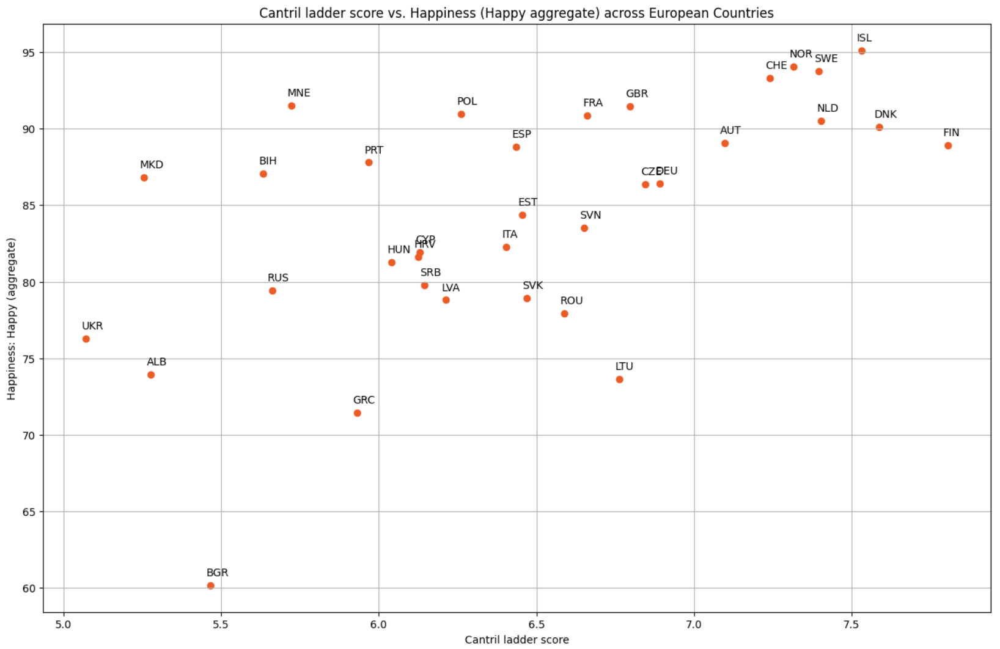 Cantril ladder score vs. Happiness (Happy aggregate) across European Countries
ISL
NOR
SWE
CHE
MNE
GBR
POL
FRA
NLD
DNK
AUT
FIN
ESP
PRT
BIH
MKD
CZE
DEU
EST
SVN
ITA
CYP
HRV
HUN
SRB
RUS
LVA
SVK
ROU
UKR
ALB
LTU
GRC
BGR
95
90
85
80
75
70
65
60
Happiness: Happy (aggregate)
5.0 5.5 6.0 6.5 7.0 7.5
Cantril ladder score